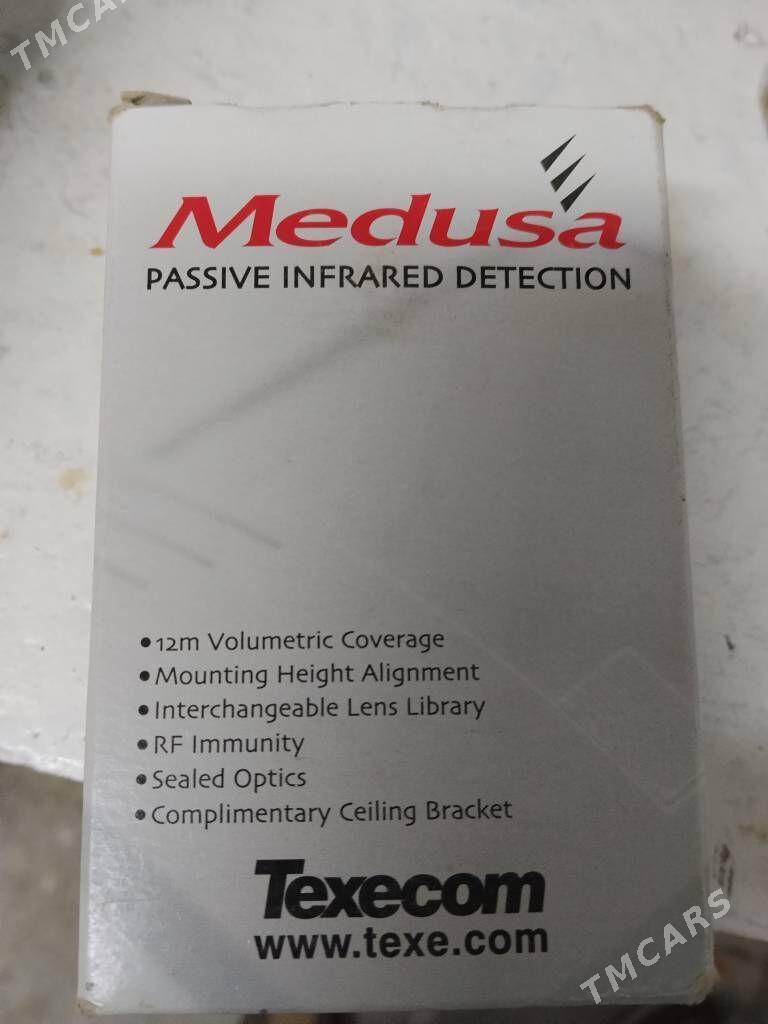 TMCARS
Medusa
PASSIVE INFRARED DETECTION
•12m Volumetric Coverage
•Mounting Height Alignment
•Interchangeable Lens Library
•RF Immunity
•Sealed Optics
•Complimentary Ceiling Bracket
Texecom
www.texe.com
TMCARS